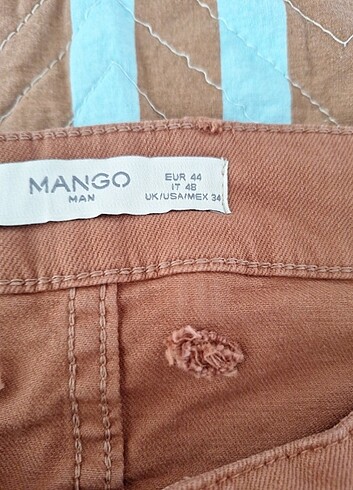 MANGO
MAN
EUR 44
IT 48
UK/USA/MEX 34